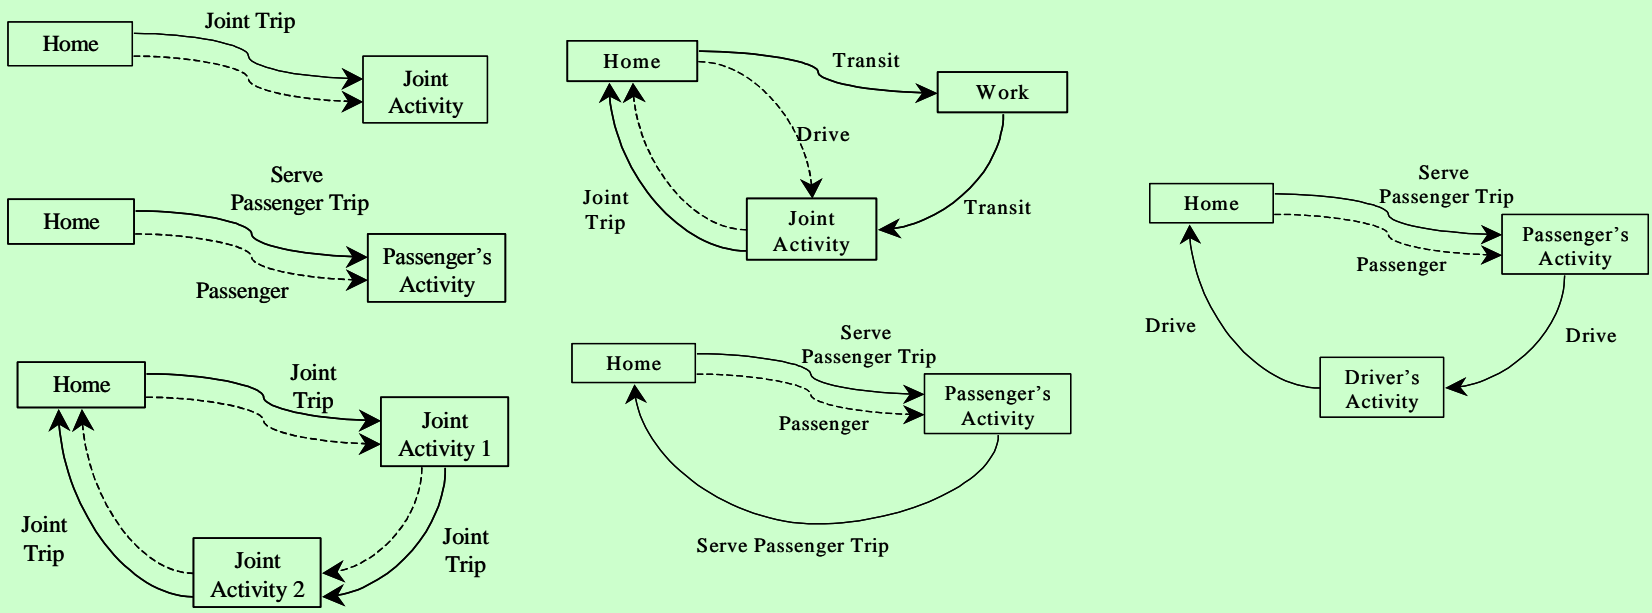 Joint Trip
Home
Joint
Activity
Serve
Passenger Trip
Home
Passenger's
Activity
Passenger
Home
Joint
Trip
Joint
Activity 1
Joint
Trip
Joint
Trip
Joint
Activity 2
Home
Transit
Work
Drive
Joint
Trip
Joint
Activity
Transit
Serve
Passenger Trip
Home
Passenger's
Activity
Passenger
Serve Passenger Trip
Serve
Passenger Trip
Home
Passenger's
Activity
Passenger
Drive
Drive
Driver's
Activity